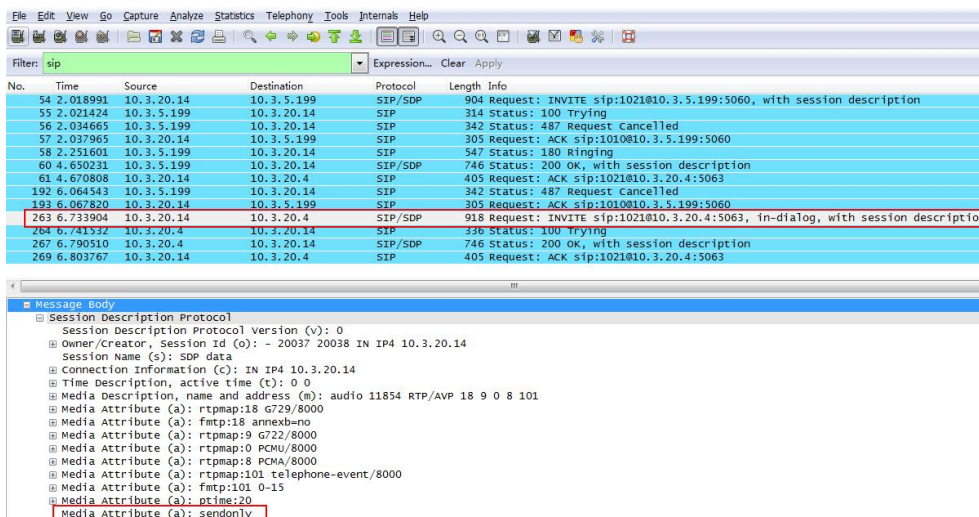 File Edit View Go Capture Analyze Statistics Telephony Tools Internals Help
Filter: sip Expression... Clear Apply
No. Time Source Destination Protocol Length Info
54 2.018991 10.3.20.14 10.3.5.199 SIP/SDP 904 Request: INVITE sip:1021@10.3.5.199:5060, with session description
55 2.021424 10.3.5.199 10.3.20.14 SIP 314 Status: 100 Trying
56 2.034665 10.3.5.199 10.3.20.14 SIP 342 Status: 487 Request Cancelled
57 2.037965 10.3.20.14 10.3.5.199 SIP 305 Request: ACK sip:1010@10.3.5.199:5060
58 2.251601 10.3.5.199 10.3.20.14 SIP 547 Status: 180 Ringing
60 4.650231 10.3.5.199 10.3.20.14 SIP/SDP 746 Status: 200 OK, with session description
61 4.670808 10.3.20.14 10.3.20.4 SIP 405 Request: ACK sip:1021@10.3.20.4:5063
192 6.064543 10.3.5.199 10.3.20.14 SIP 342 Status: 487 Request Cancelled
193 6.067820 10.3.20.14 10.3.5.199 SIP 305 Request: ACK sip:1010@10.3.5.199:5060
263 6.733904 10.3.20.14 10.3.20.4 SIP/SDP 918 Request: INVITE sip:1021@10.3.20.4:5063, in-dialog, with session descriptio
264 6.741532 10.3.20.4 10.3.20.14 SIP 336 Status: 100 Trying
267 6.790510 10.3.20.4 10.3.20.14 SIP/SDP 746 Status: 200 OK, with session description
269 6.803767 10.3.20.14 10.3.20.4 SIP 405 Request: ACK sip:1021@10.3.20.4:5063
Message Body
Session Description Protocol
Session Description Protocol Version (v): 0
Owner/Creator, Session Id (o): - 20037 20038 IN IP4 10.3.20.14
Session Name (s): SDP data
Connection Information (c): IN IP4 10.3.20.14
Time Description, active time (t): 0 0
Media Description, name and address (m): audio 11854 RTP/AVP 18 9 0 8 101
Media Attribute (a): rtpmap:18 G729/8000
Media Attribute (a): fmtp:18 annexb=no
Media Attribute (a): rtpmap:9 G722/8000
Media Attribute (a): rtpmap:0 PCMU/8000
Media Attribute (a): rtpmap:8 PCMA/8000
Media Attribute (a): rtpmap:101 telephone-event/8000
Media Attribute (a): fmtp:101 0-15
Media Attribute (a): ptime:20
Media Attribute (a): sendonly